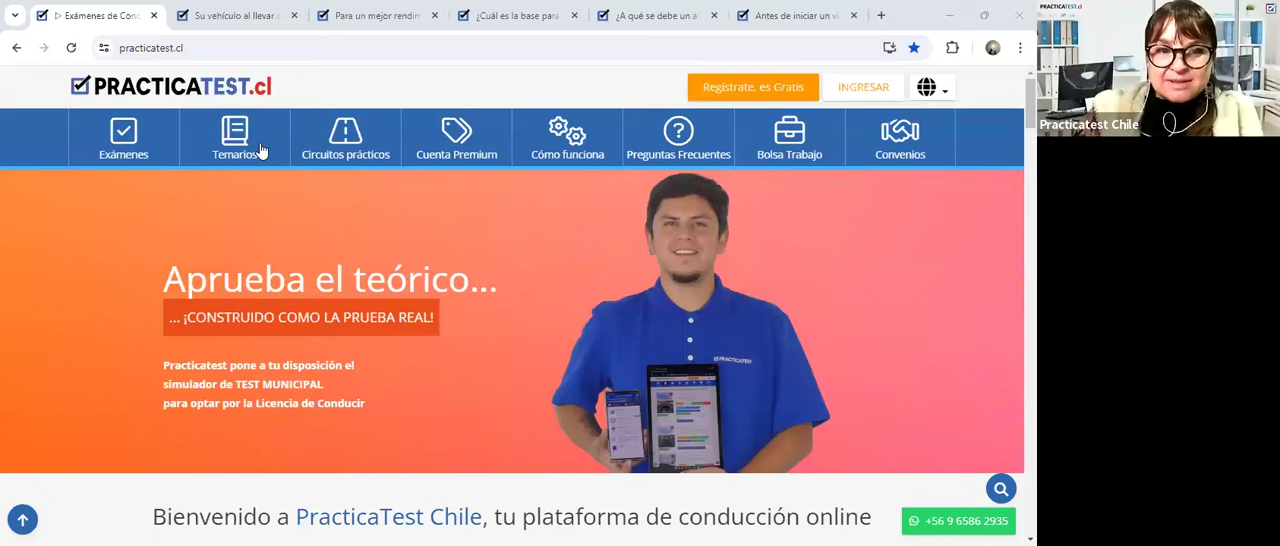 ▷ Exámenes de Conc
Su vehículo al llevar c
Para un mejor rendim
¿Cuál es la base para
¿A qué se debe un a
Antes de iniciar un vi
practicatest.cl
PRACTICATEST.cl
Regístrate, es Gratis
INGRESAR
Exámenes
Temarios
Circuitos prácticos
Cuenta Premium
Cómo funciona
Preguntas Frecuentes
Bolsa Trabajo
Convenios
Aprueba el teórico...
... ¡CONSTRUIDO COMO LA PRUEBA REAL!
Practicatest pone a tu disposición el
simulador de TEST MUNICIPAL
para optar por la Licencia de Conducir
PRACTICATEST
Bienvenido a PracticaTest Chile, tu plataforma de conducción online
+56 9 6586 2935
PRACTICATEST.cl
Practicatest Chile